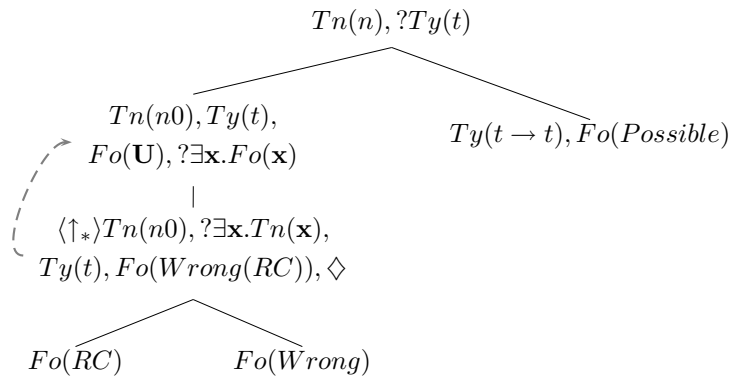 Tn(n), ?Ty(t)
Tn(n0), Ty(t),
Fo(U), ?∃x.Fo(x)
Ty(t → t), Fo(Possible)
⟨↑*⟩Tn(n0), ?∃x.Tn(x),
Ty(t), Fo(Wrong(RC)), ◇
Fo(RC) Fo(Wrong)